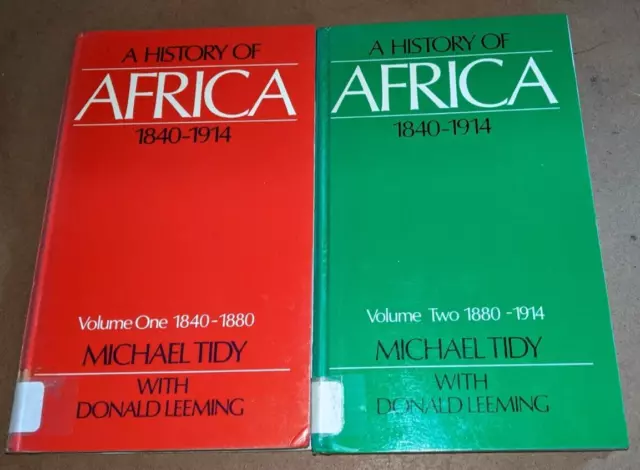 A HISTORY OF
AFRICA
1840-1914
Volume One 1840-1880
MICHAEL TIDY
WITH
DONALD LEEMING
A HISTORY OF
AFRICA
1840-1914
Volume Two 1880-1914
MICHAEL TIDY
WITH
DONALD LEEMING